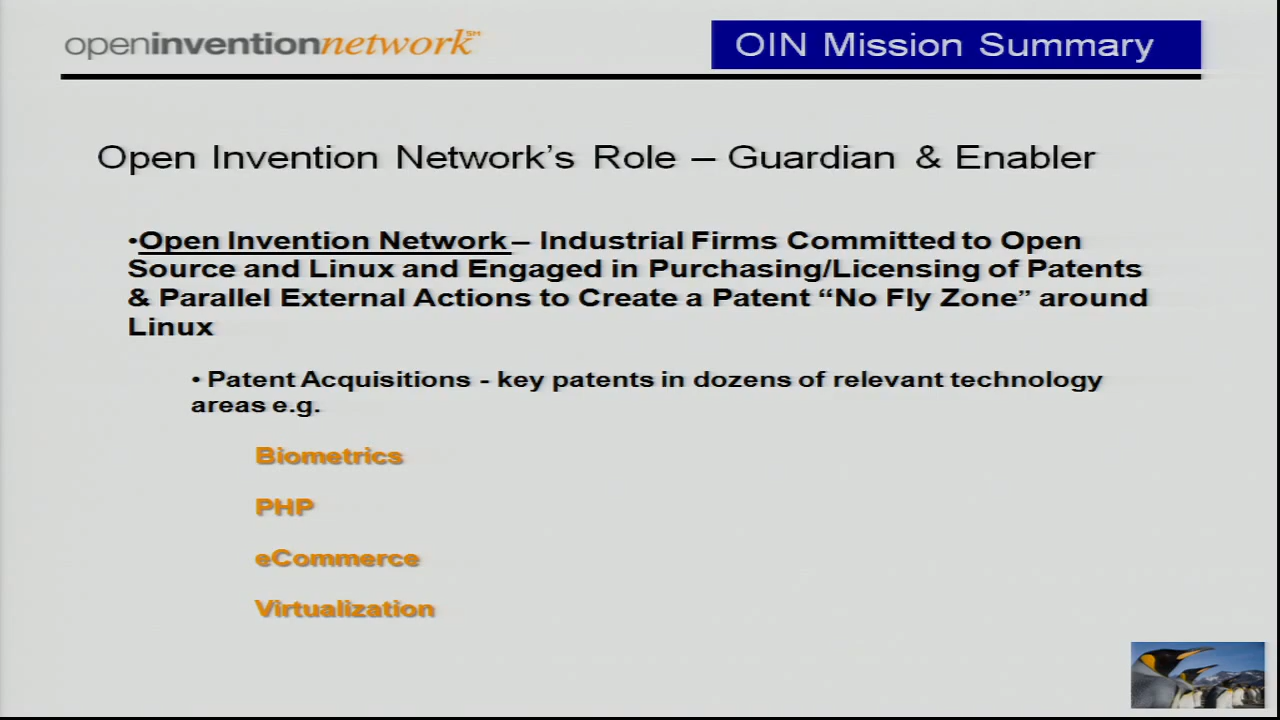 openinventionnetwork℠
OIN Mission Summary
Open Invention Network’s Role – Guardian & Enabler
•Open Invention Network – Industrial Firms Committed to Open
Source and Linux and Engaged in Purchasing/Licensing of Patents
& Parallel External Actions to Create a Patent “No Fly Zone” around
Linux
• Patent Acquisitions - key patents in dozens of relevant technology
areas e.g.
Biometrics
PHP
eCommerce
Virtualization